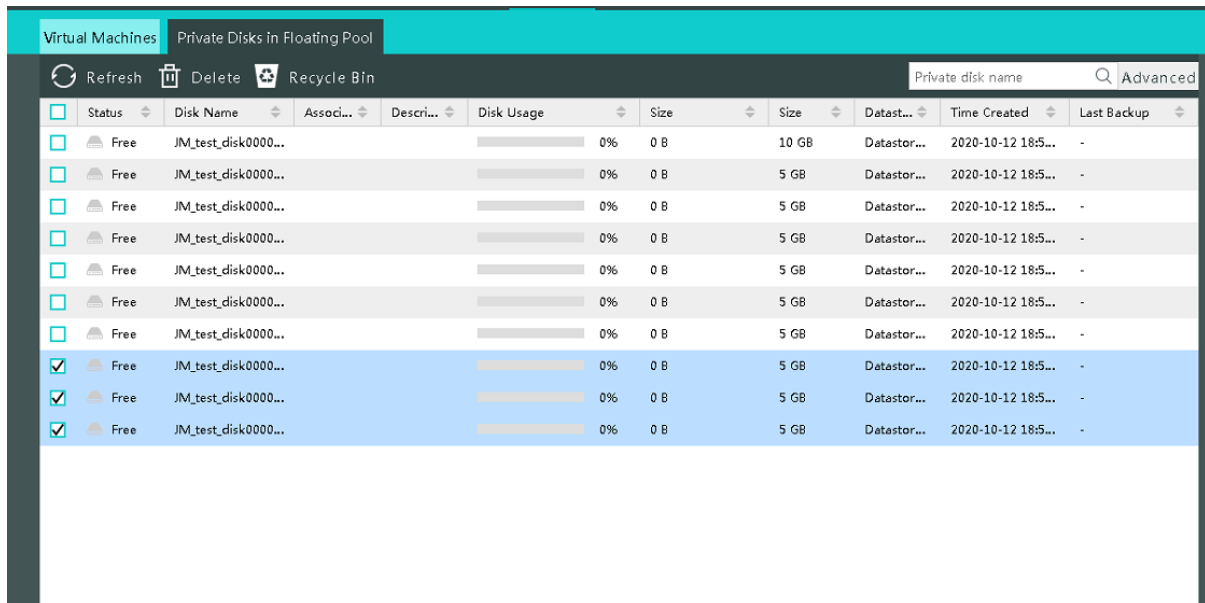 Virtual Machines Private Disks in Floating Pool
Refresh Delete Recycle Bin Private disk name Advanced
Status Disk Name Associ... Descri... Disk Usage Size Size Datast... Time Created Last Backup
Free JM_test_disk0000... 0% 0 B 10 GB Datastor... 2020-10-12 18:5... -
Free JM_test_disk0000... 0% 0 B 5 GB Datastor... 2020-10-12 18:5... -
Free JM_test_disk0000... 0% 0 B 5 GB Datastor... 2020-10-12 18:5... -
Free JM_test_disk0000... 0% 0 B 5 GB Datastor... 2020-10-12 18:5... -
Free JM_test_disk0000... 0% 0 B 5 GB Datastor... 2020-10-12 18:5... -
Free JM_test_disk0000... 0% 0 B 5 GB Datastor... 2020-10-12 18:5... -
Free JM_test_disk0000... 0% 0 B 5 GB Datastor... 2020-10-12 18:5... -
Free JM_test_disk0000... 0% 0 B 5 GB Datastor... 2020-10-12 18:5... -
Free JM_test_disk0000... 0% 0 B 5 GB Datastor... 2020-10-12 18:5... -
Free JM_test_disk0000... 0% 0 B 5 GB Datastor... 2020-10-12 18:5... -